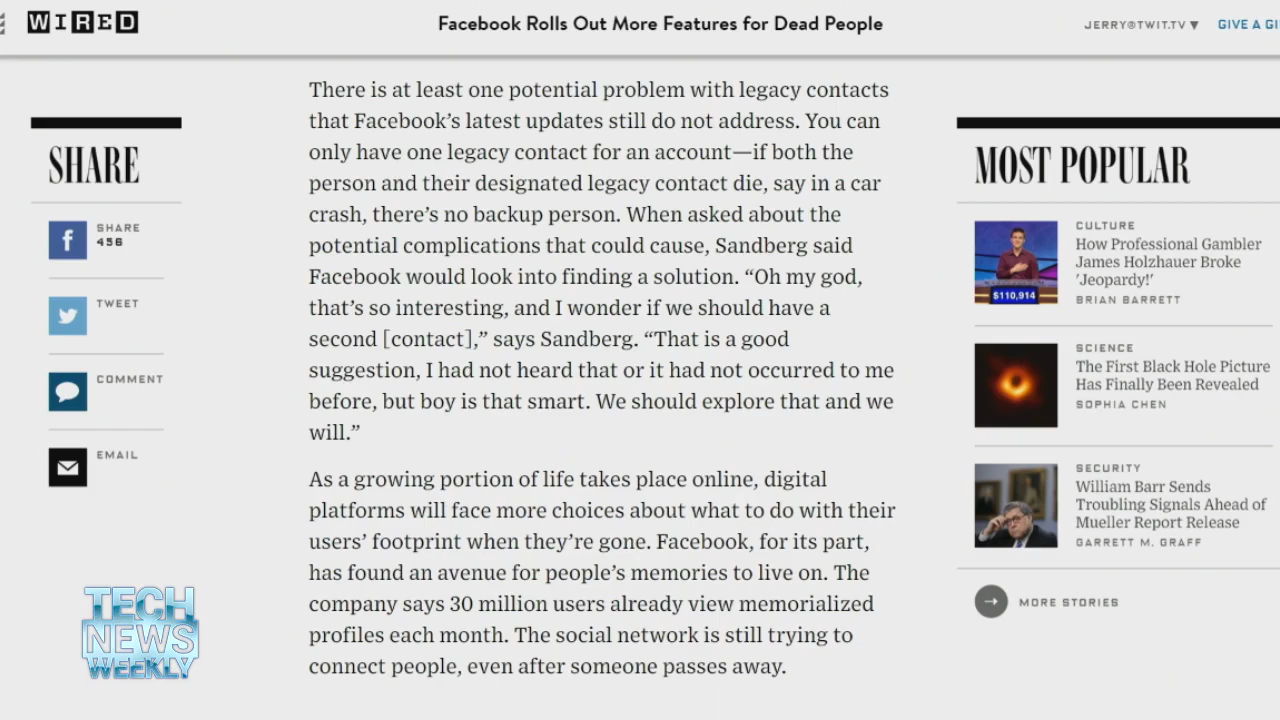 WIRED
Facebook Rolls Out More Features for Dead People
JERRY@TWIT.TV
GIVE A GI
SHARE
SHARE
456
TWEET
COMMENT
EMAIL
There is at least one potential problem with legacy contacts
that Facebook’s latest updates still do not address. You can
only have one legacy contact for an account—if both the
person and their designated legacy contact die, say in a car
crash, there’s no backup person. When asked about the
potential complications that could cause, Sandberg said
Facebook would look into finding a solution. “Oh my god,
that’s so interesting, and I wonder if we should have a
second [contact],” says Sandberg. “That is a good
suggestion, I had not heard that or it had not occurred to me
before, but boy is that smart. We should explore that and we
will.”
As a growing portion of life takes place online, digital
platforms will face more choices about what to do with their
users’ footprint when they’re gone. Facebook, for its part,
has found an avenue for people’s memories to live on. The
company says 30 million users already view memorialized
profiles each month. The social network is still trying to
connect people, even after someone passes away.
MOST POPULAR
$110,914
CULTURE
How Professional Gambler
James Holzhauer Broke
'Jeopardy!'
BRIAN BARRETT
SCIENCE
The First Black Hole Picture
Has Finally Been Revealed
SOPHIA CHEN
SECURITY
William Barr Sends
Troubling Signals Ahead of
Mueller Report Release
GARRETT M. GRAFF
MORE STORIES
TECH
NEWS
WEEKLY